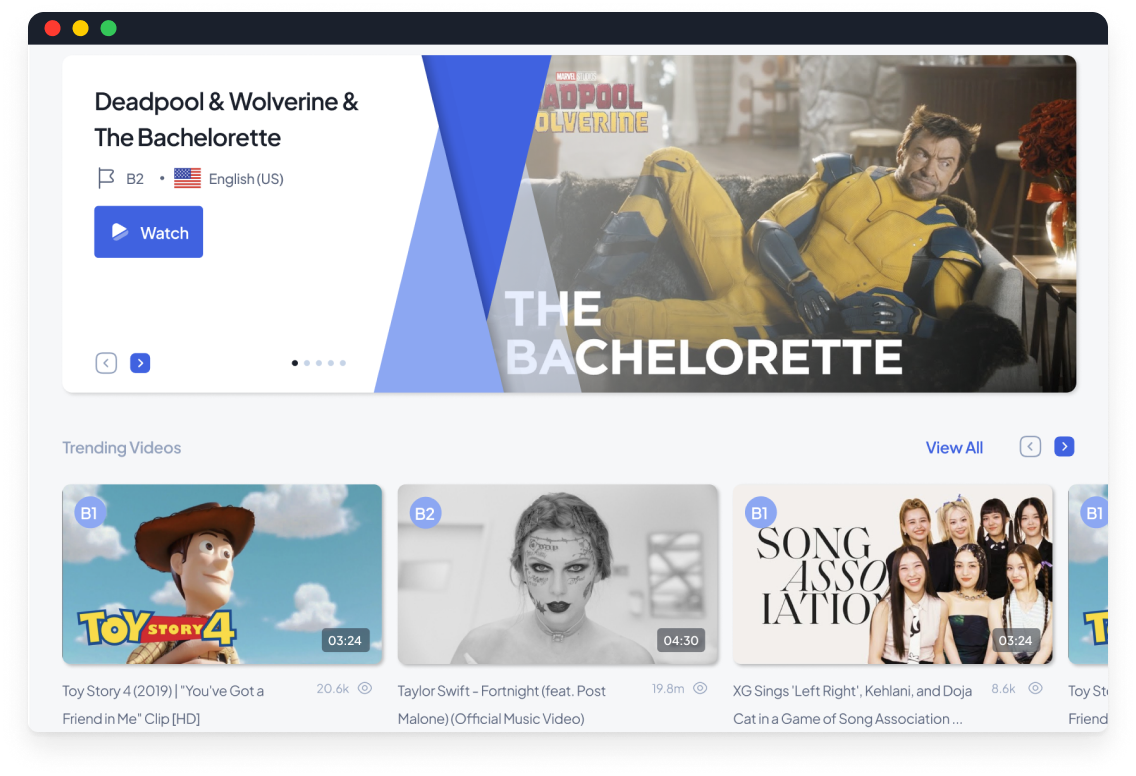 Deadpool & Wolverine &
The Bachelorette
B2 • English (US)
Watch
MARVEL STUDIOS
DEADPOOL
WOLVERINE
THE
BACHELORETTE
Trending Videos
View All
B1
TOY STORY 4
03:24
B2
04:30
B1
SONG
ASSO
IATION
03:24
B1
T
Toy Story 4 (2019) | "You've Got a
Friend in Me" Clip [HD]
20.6k
Taylor Swift - Fortnight (feat. Post
Malone) (Official Music Video)
19.8m
XG Sings 'Left Right', Kehlani, and Doja
Cat in a Game of Song Association ...
8.6k
Toy St
Friend